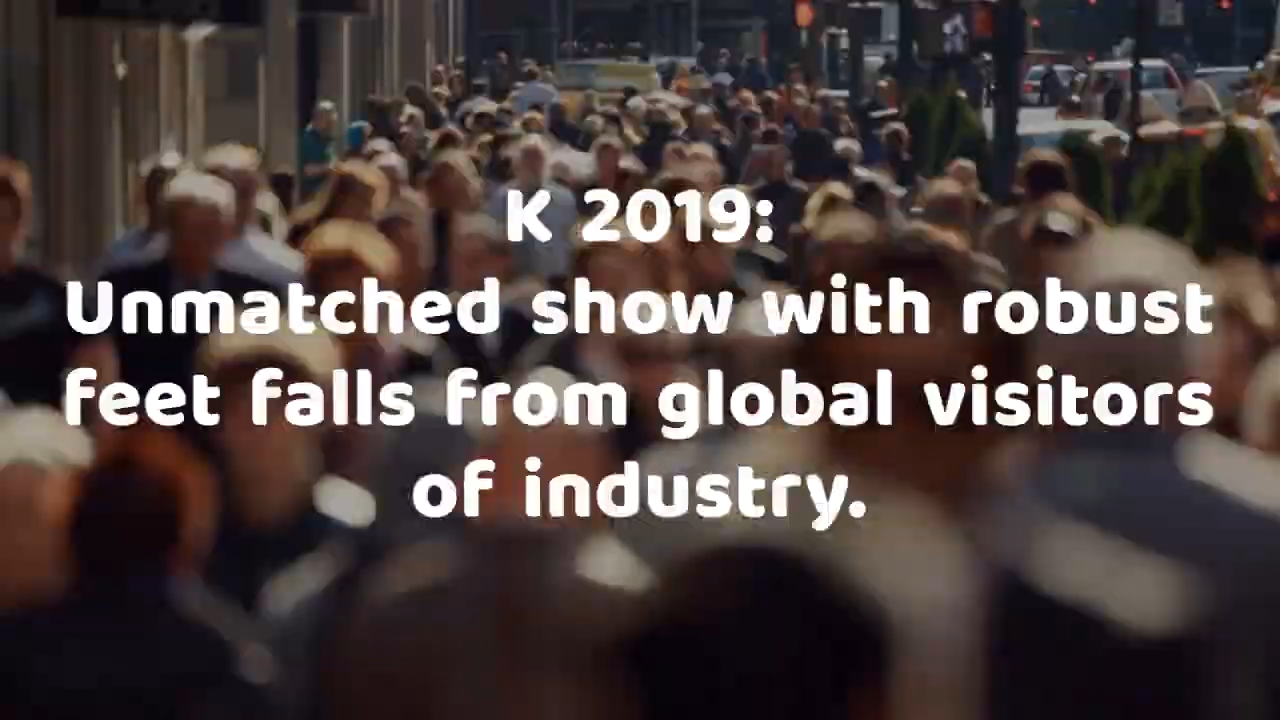 K 2019:
Unmatched show with robust
feet falls from global visitors
of industry.